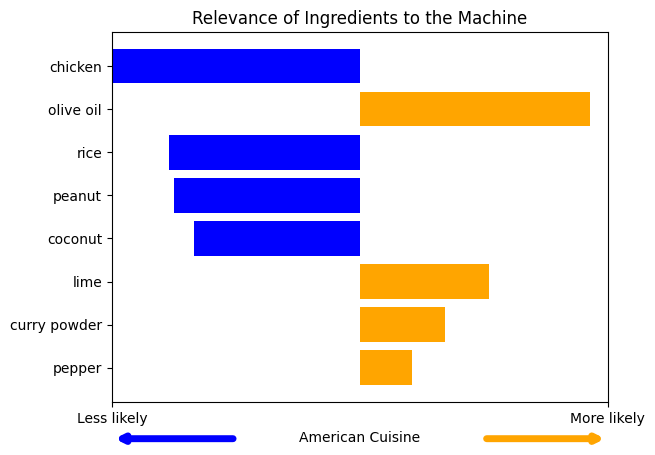 Relevance of Ingredients to the Machine
chicken
olive oil
rice
peanut
coconut
lime
curry powder
pepper
Less likely
More likely
American Cuisine